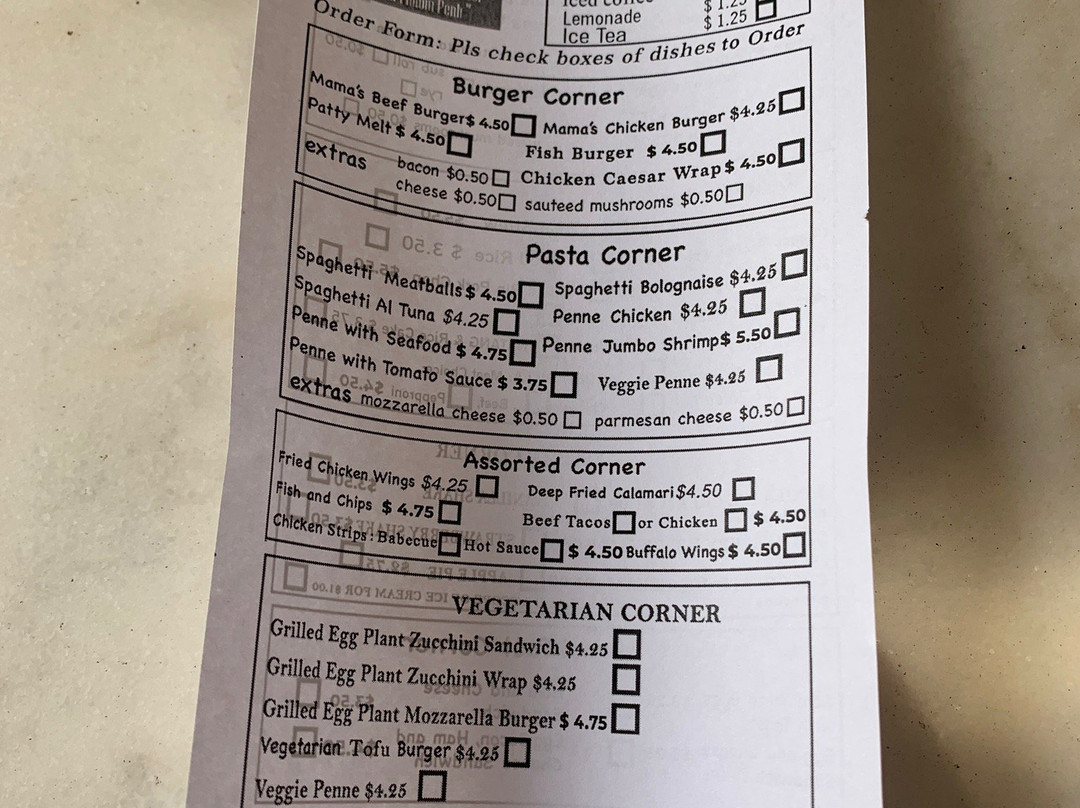 Lemonade $ 1.25
Ice Tea $ 1.25
Order Form: Pls check boxes of dishes to Order
Burger Corner
Mama's Beef Burger$ 4.50 Mama's Chicken Burger $4.25
Patty Melt $ 4.50 Fish Burger $ 4.50
extras bacon $0.50 Chicken Caesar Wrap $ 4.50
cheese $0.50 sauteed mushrooms $0.50
Pasta Corner
Spaghetti Meatballs $ 4.50 Spaghetti Bolognaise $4.25
Spaghetti Al Tuna $4.25 Penne Chicken $4.25
Penne with Seafood $ 4.75 Penne Jumbo Shrimp$ 5.50
Penne with Tomato Sauce $ 3.75 Veggie Penne $4.25
extras mozzarella cheese $0.50 parmesan cheese $0.50
Assorted Corner
Fried Chicken Wings $4.25 Deep Fried Calamari $4.50
Fish and Chips $ 4.75 Beef Tacos or Chicken $ 4.50
Chicken Strips : Babecue Hot Sauce $ 4.50 Buffalo Wings $ 4.50
VEGETARIAN CORNER
Grilled Egg Plant Zucchini Sandwich $4.25
Grilled Egg Plant Zucchini Wrap $4.25
Grilled Egg Plant Mozzarella Burger $ 4.75
Vegetarian Tofu Burger $4.25
Veggie Penne $4.25